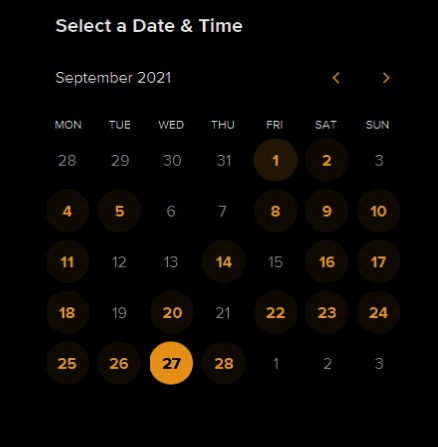 Select a Date & Time
September 2021
MON TUE WED THU FRI SAT SUN
28 29 30 31 1 2 3
4 5 6 7 8 9 10
11 12 13 14 15 16 17
18 19 20 21 22 23 24
25 26 27 28 1 2 3